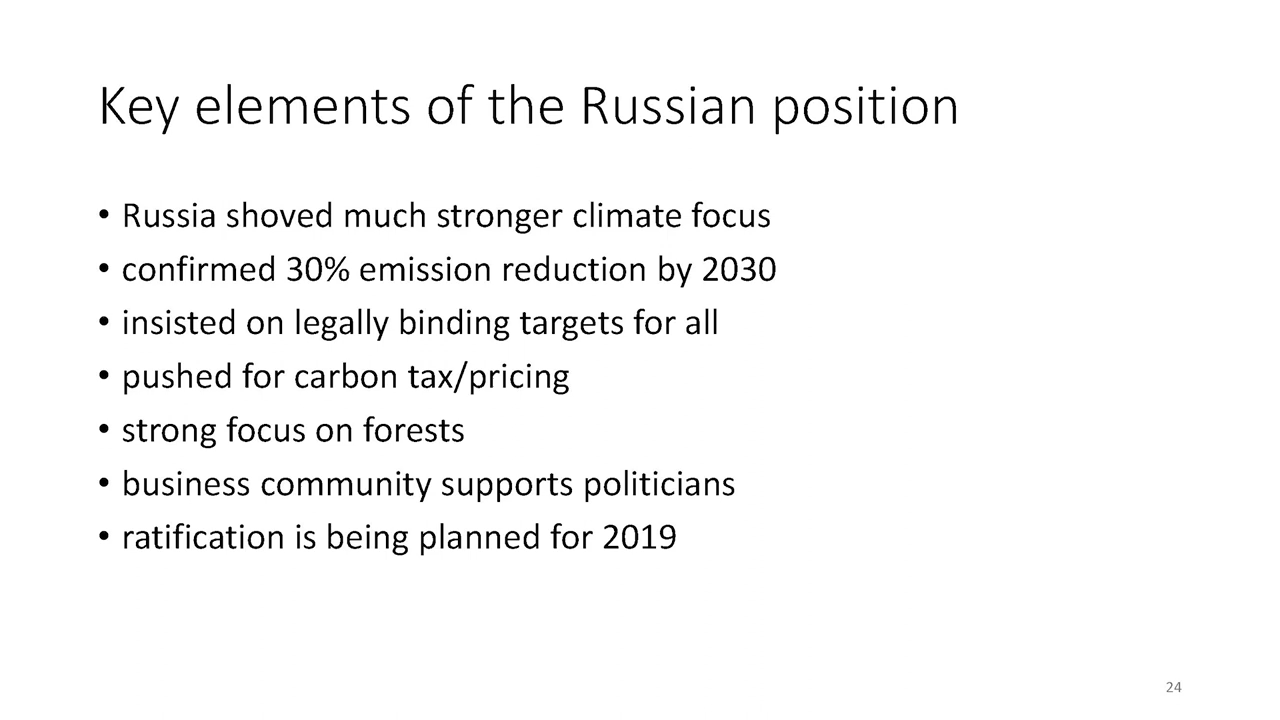 Key elements of the Russian position
• Russia shoved much stronger climate focus
• confirmed 30% emission reduction by 2030
• insisted on legally binding targets for all
• pushed for carbon tax/pricing
• strong focus on forests
• business community supports politicians
• ratification is being planned for 2019
24